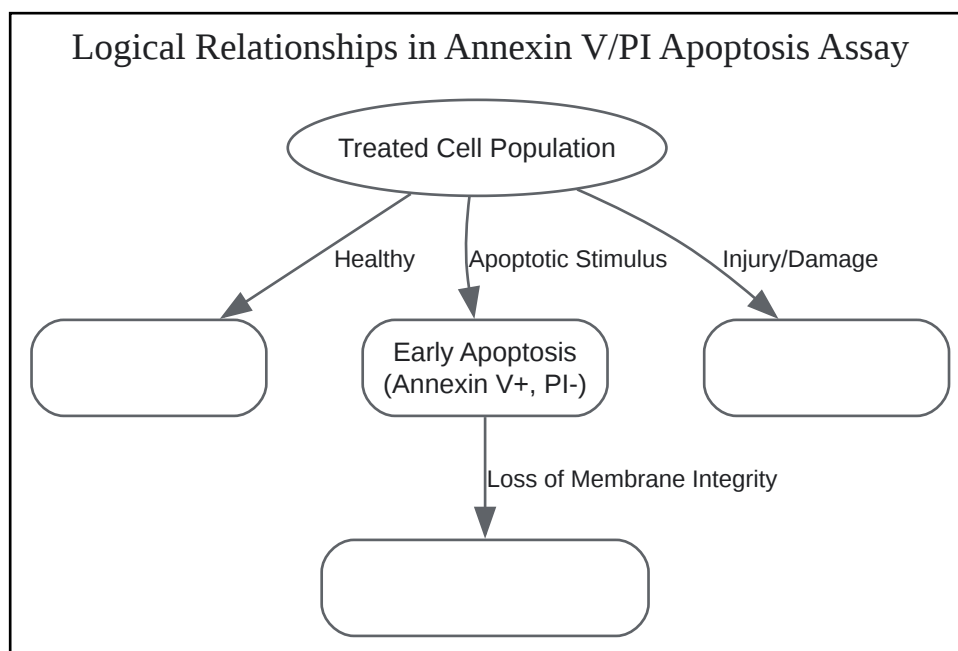 Logical Relationships in Annexin V/PI Apoptosis Assay
Treated Cell Population
Healthy
Apoptotic Stimulus
Injury/Damage
Early Apoptosis
(Annexin V+, PI-)
Loss of Membrane Integrity